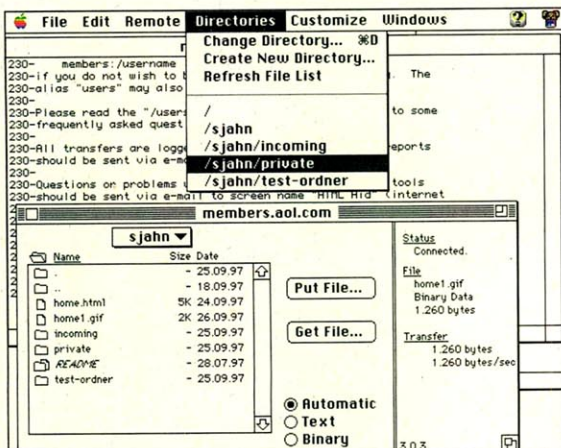 File Edit Remote Directories Customize Windows
Change Directory... ⌘D
Create New Directory...
Refresh File List
/
/sjahn
/sjahn/incoming
/sjahn/private
/sjahn/test-ordner
230- members:/username
230-if you do not wish to . The
230-alias "users" may also
230-
230-Please read the "/users to some
230-frequently asked quest
230-
230-All transfers are logge eports
230-should be sent via e-ma
230-
230-Questions or problems tools
230-should be sent via e-mail to screen name "HTML Aid" (internet
members.aol.com
sjahn
Name Size Date
. - 25.09.97
.. - 18.09.97
home.html 5K 24.09.97
home1.gif 2K 26.09.97
incoming - 25.09.97
private - 25.09.97
README - 28.07.97
test-ordner - 25.09.97
Put File...
Get File...
Automatic
Text
Binary
Status
Connected.
File
home1.gif
Binary Data
1.260 bytes
Transfer
1.260 bytes
1.260 bytes/sec
3.0.3